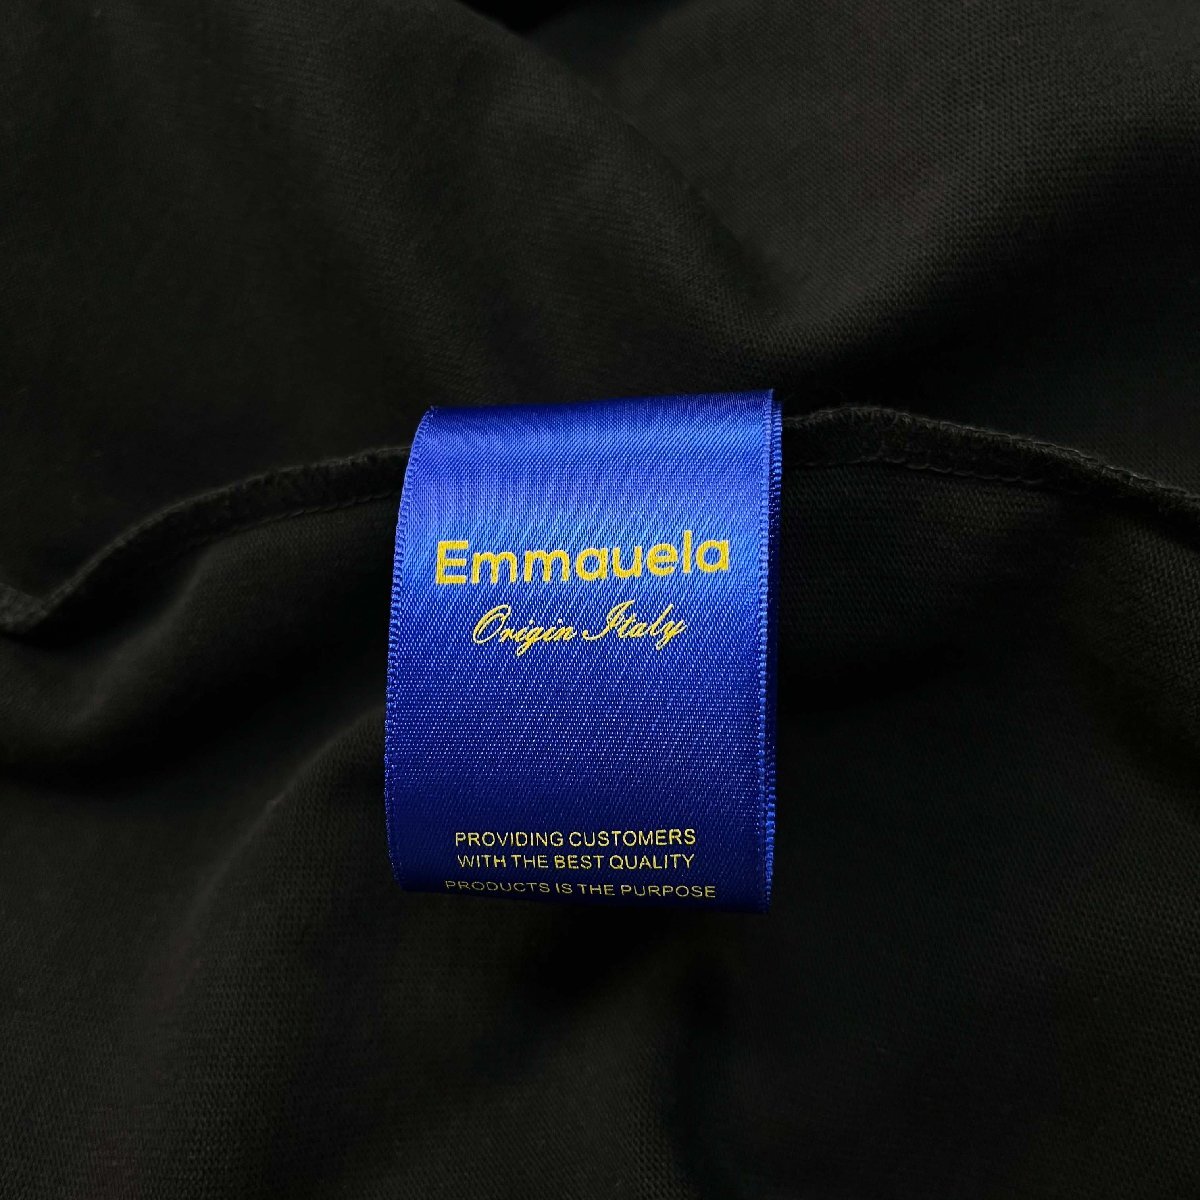 Emmauela
Origin Italy
PROVIDING CUSTOMERS
WITH THE BEST QUALITY
PRODUCTS IS THE PURPOSE